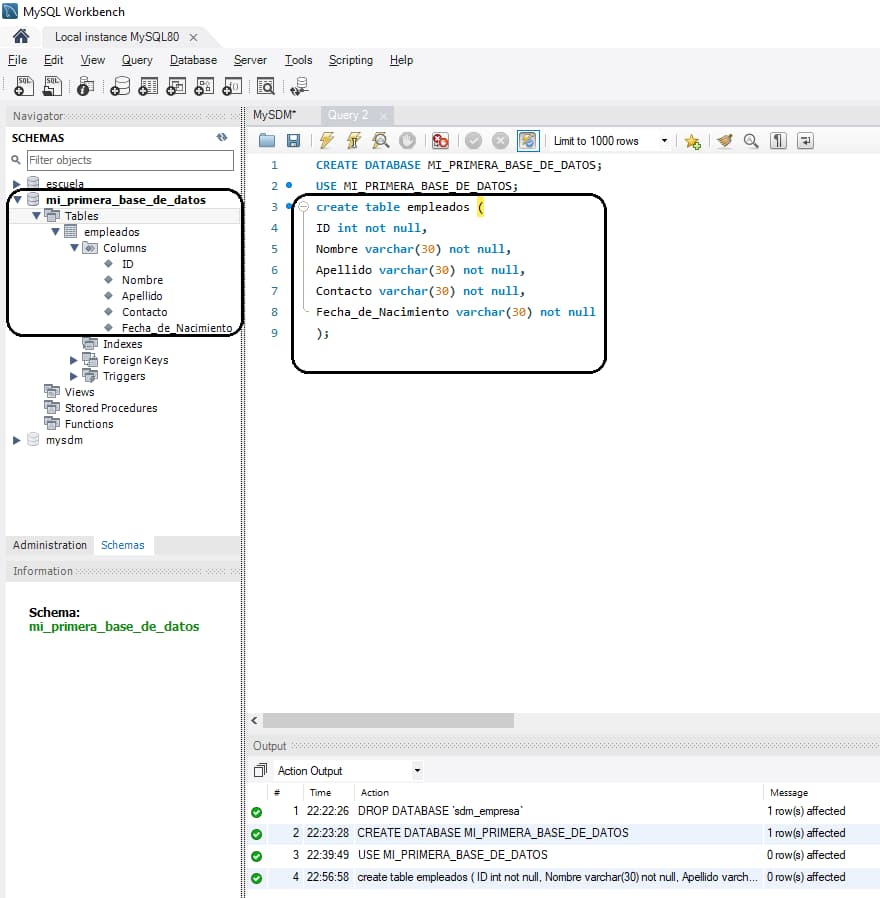 MySQL Workbench
Local instance MySQL80
File Edit View Query Database Server Tools Scripting Help
Navigator
SCHEMAS
Filter objects
escuela
mi_primera_base_de_datos
Tables
empleados
Columns
ID
Nombre
Apellido
Contacto
Fecha_de_Nacimiento
Indexes
Foreign Keys
Triggers
Views
Stored Procedures
Functions
mysdm
Administration Schemas
Information
Schema:
mi_primera_base_de_datos
MySDM* Query 2
Limit to 1000 rows
1 CREATE DATABASE MI_PRIMERA_BASE_DE_DATOS;
2 USE MI_PRIMERA_BASE_DE_DATOS;
3 create table empleados (
4 ID int not null,
5 Nombre varchar(30) not null,
6 Apellido varchar(30) not null,
7 Contacto varchar(30) not null,
8 Fecha_de_Nacimiento varchar(30) not null
9 );
Output
Action Output
# Time Action Message
1 22:22:26 DROP DATABASE `sdm_empresa` 1 row(s) affected
2 22:23:28 CREATE DATABASE MI_PRIMERA_BASE_DE_DATOS 1 row(s) affected
3 22:39:49 USE MI_PRIMERA_BASE_DE_DATOS 0 row(s) affected
4 22:56:58 create table empleados ( ID int not null, Nombre varchar(30) not null, Apellido varch... 0 row(s) affected